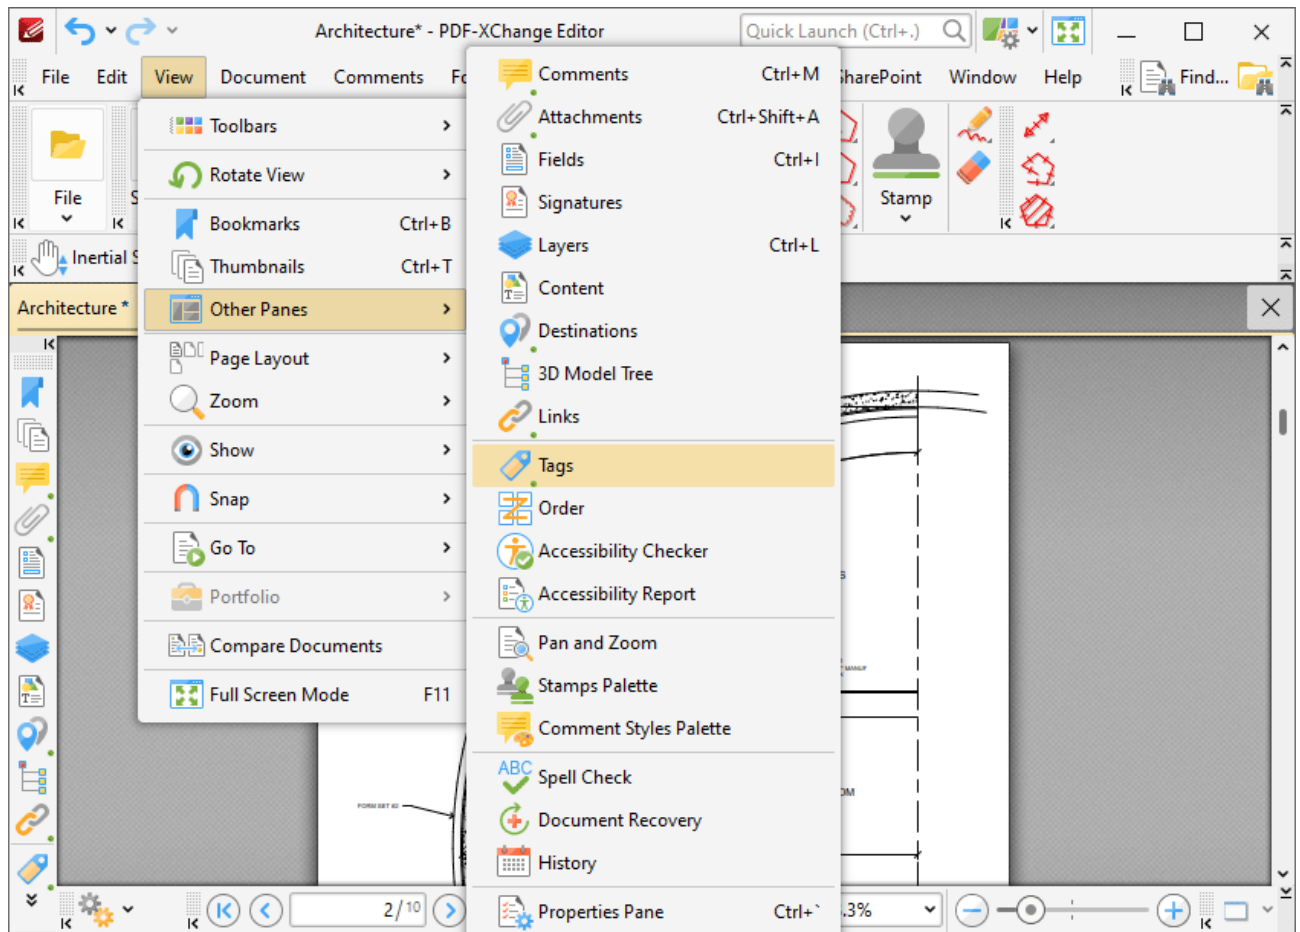 Architecture* - PDF-XChange Editor
Quick Launch (Ctrl+.)
File Edit View Document Comments SharePoint Window Help Find...
Toolbars
Rotate View
Bookmarks Ctrl+B
Thumbnails Ctrl+T
Other Panes
Page Layout
Zoom
Show
Snap
Go To
Portfolio
Compare Documents
Full Screen Mode F11
Comments Ctrl+M
Attachments Ctrl+Shift+A
Fields Ctrl+I
Signatures
Layers Ctrl+L
Content
Destinations
3D Model Tree
Links
Tags
Order
Accessibility Checker
Accessibility Report
Pan and Zoom
Stamps Palette
Comment Styles Palette
ABC
Spell Check
Document Recovery
History
Properties Pane Ctrl+`
File
Stamp
Inertial S
Architecture *
FORM SET #2
2/10
.3%